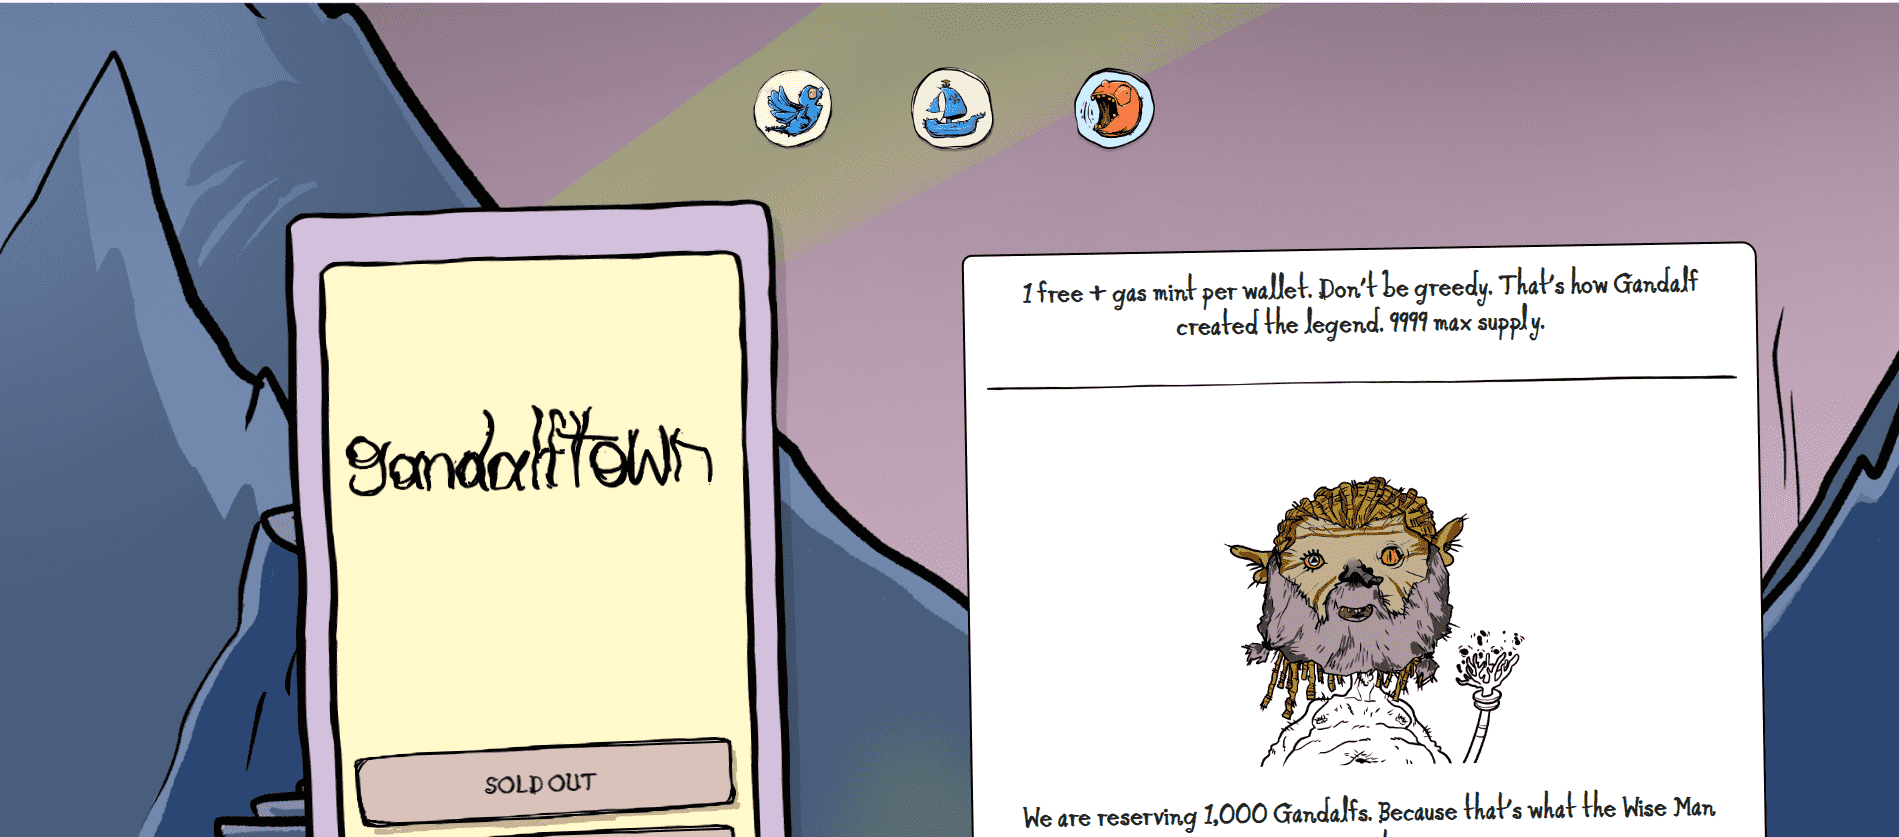 gandalftown
SOLD OUT
1 free + gas mint per wallet. Don't be greedy. That's how Gandalf
created the legend. 9999 max supply.
We are reserving 1,000 Gandalfs. Because that's what the Wise Man